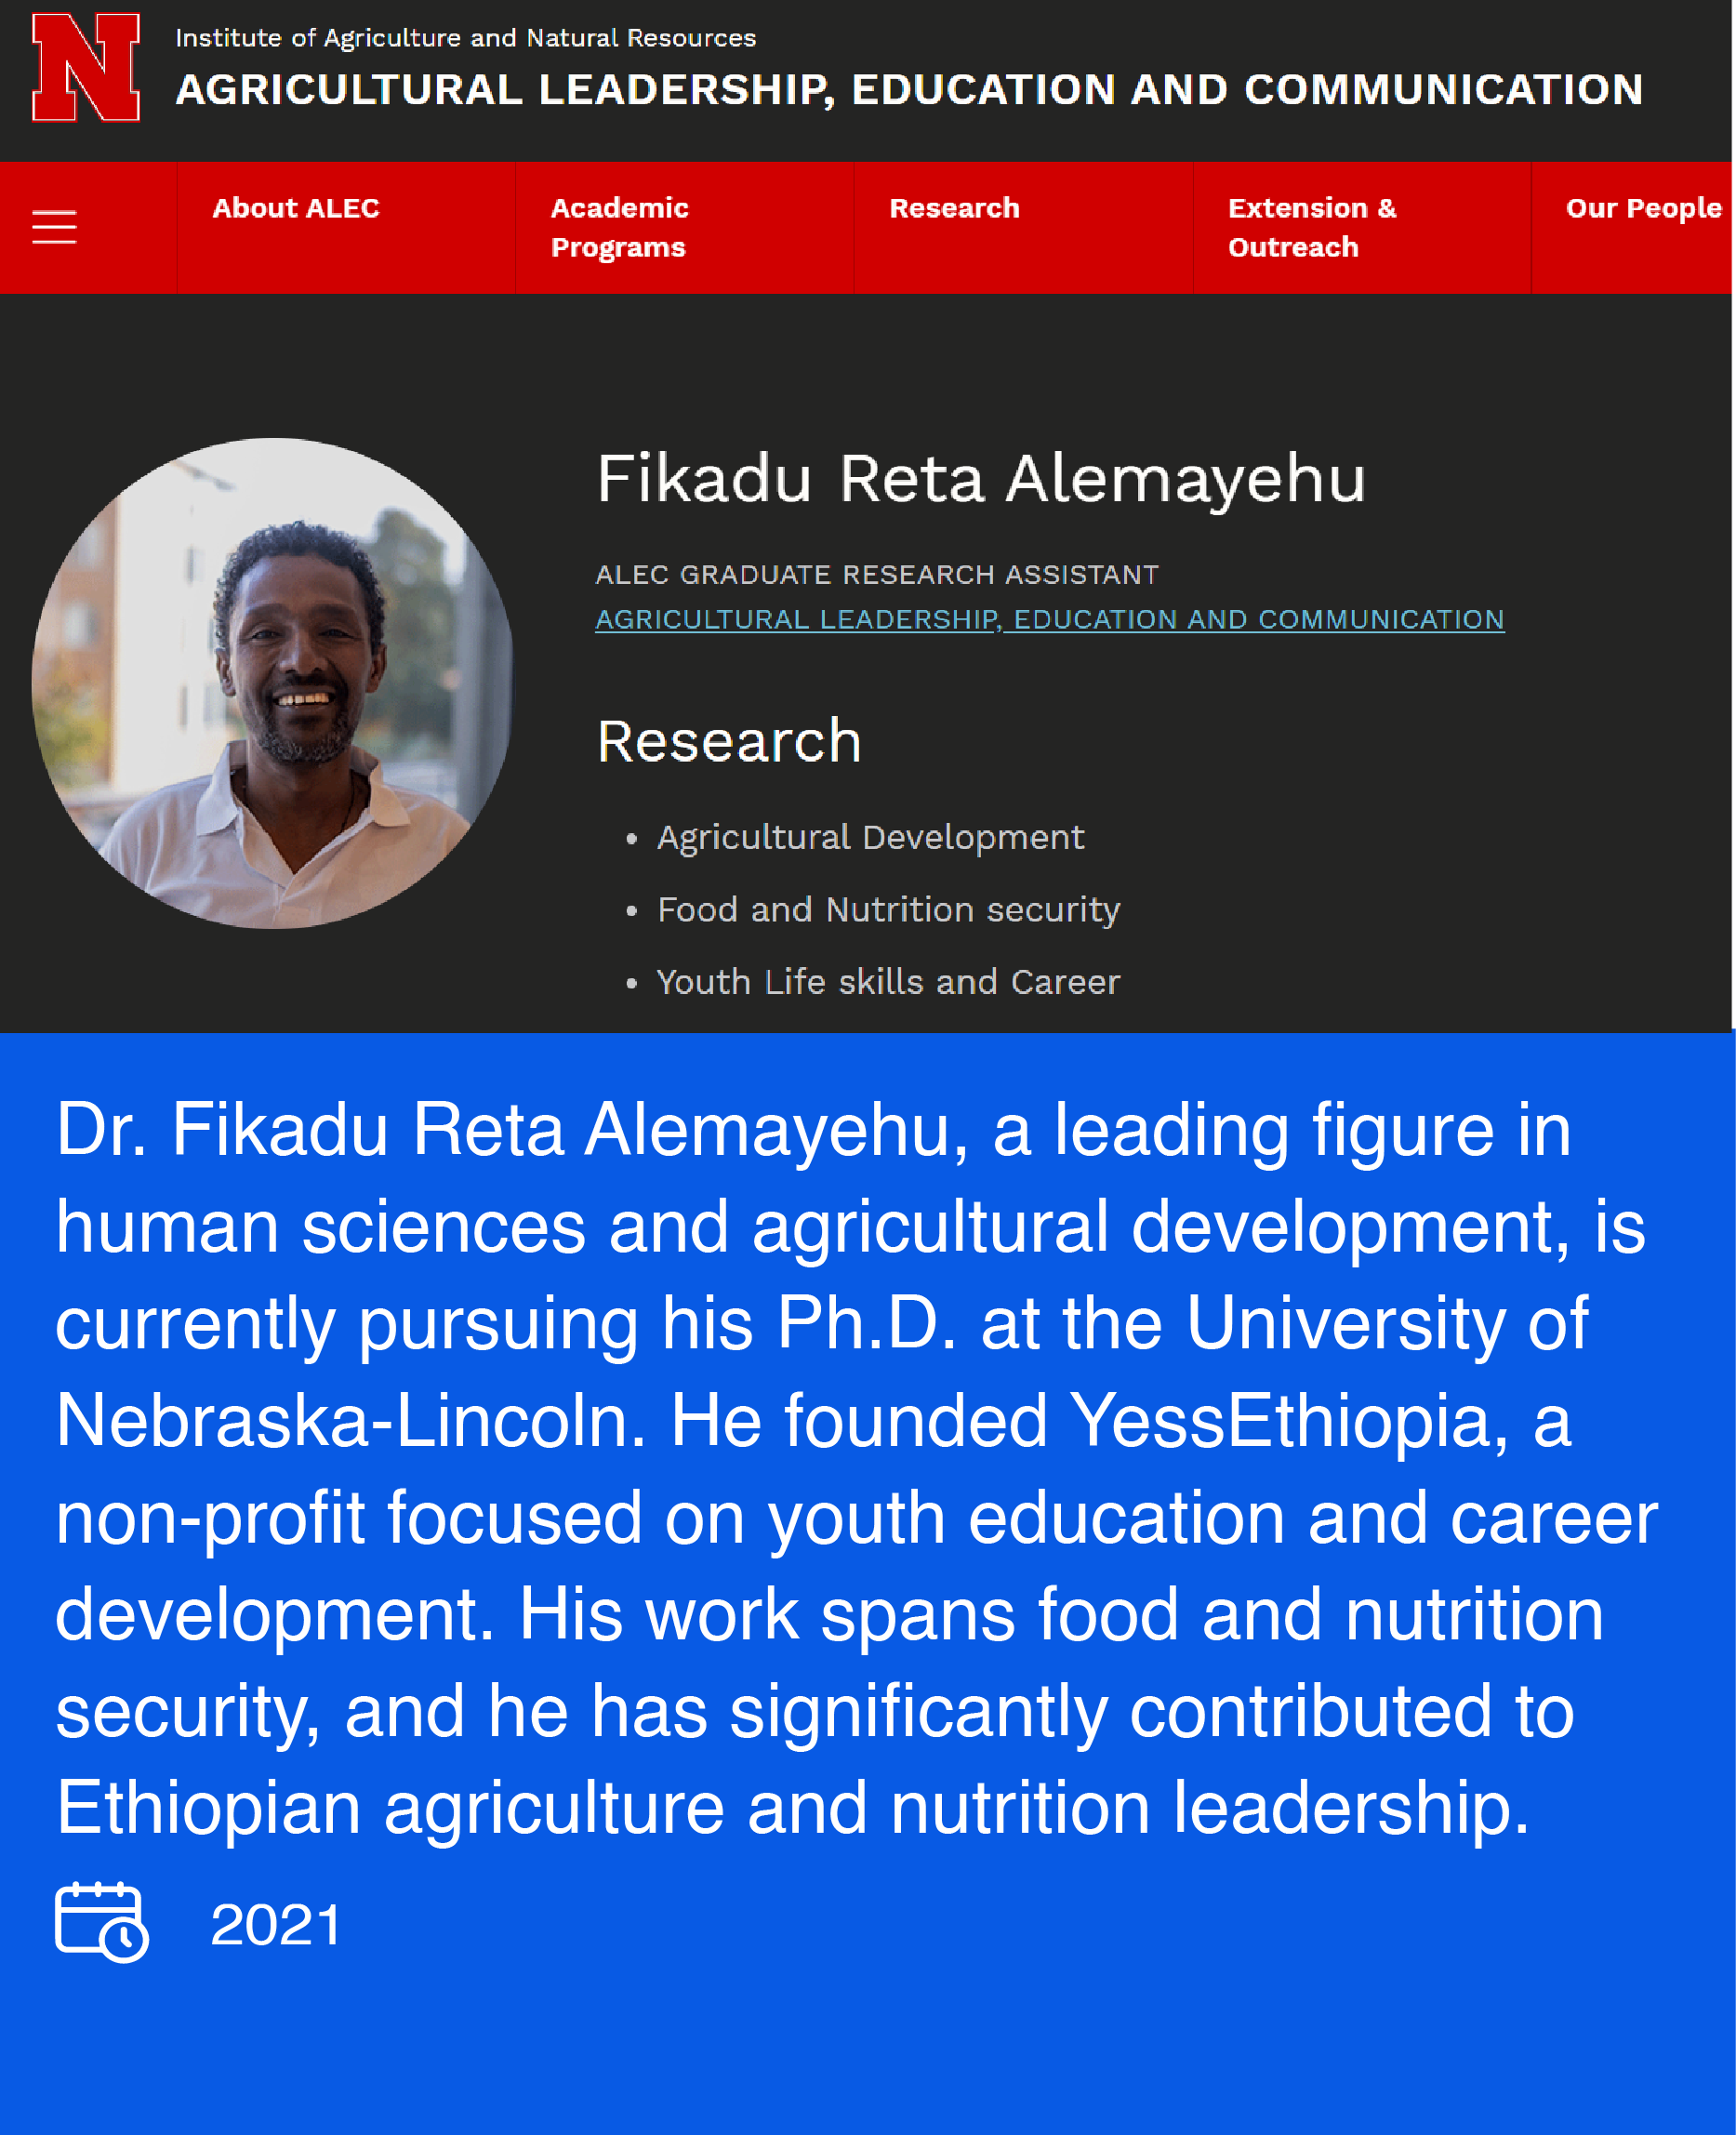 N
Institute of Agriculture and Natural Resources
AGRICULTURAL LEADERSHIP, EDUCATION AND COMMUNICATION
About ALEC
Academic
Programs
Research
Extension &
Outreach
Our People
Fikadu Reta Alemayehu
ALEC GRADUATE RESEARCH ASSISTANT
AGRICULTURAL LEADERSHIP, EDUCATION AND COMMUNICATION
Research
• Agricultural Development
• Food and Nutrition security
• Youth Life skills and Career
Dr. Fikadu Reta Alemayehu, a leading figure in
human sciences and agricultural development, is
currently pursuing his Ph.D. at the University of
Nebraska-Lincoln. He founded YessEthiopia, a
non-profit focused on youth education and career
development. His work spans food and nutrition
security, and he has significantly contributed to
Ethiopian agriculture and nutrition leadership.
2021